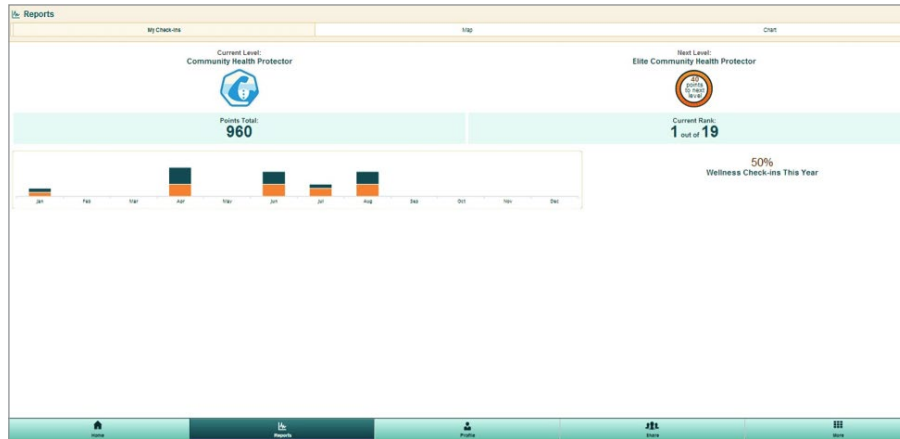 Reports
My Check-ins
Map
Chart
Current Level:
Community Health Protector
Next Level:
Elite Community Health Protector
40
points
to next
level
Points Total:
960
Current Rank:
1 out of 19
50%
Wellness Check-ins This Year
Jan Feb Mar Apr May Jun Jul Aug Sep Oct Nov Dec
Home
Reports
Profile
Share
More